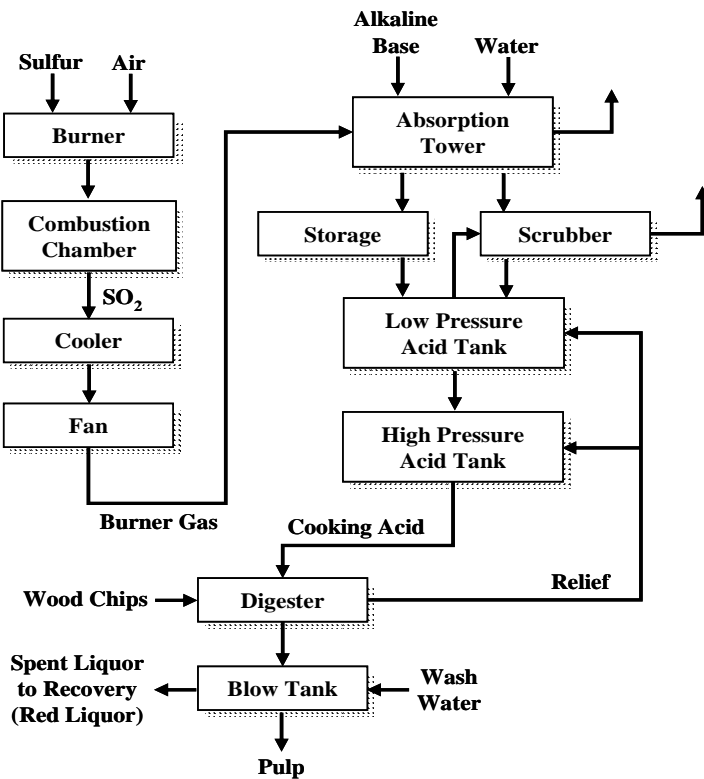 Sulfur
Air
Burner
Combustion
Chamber
SO₂
Cooler
Fan
Burner Gas
Alkaline
Base
Water
Absorption
Tower
Storage
Scrubber
Low Pressure
Acid Tank
High Pressure
Acid Tank
Cooking Acid
Relief
Wood Chips
Digester
Spent Liquor
to Recovery
(Red Liquor)
Blow Tank
Wash
Water
Pulp